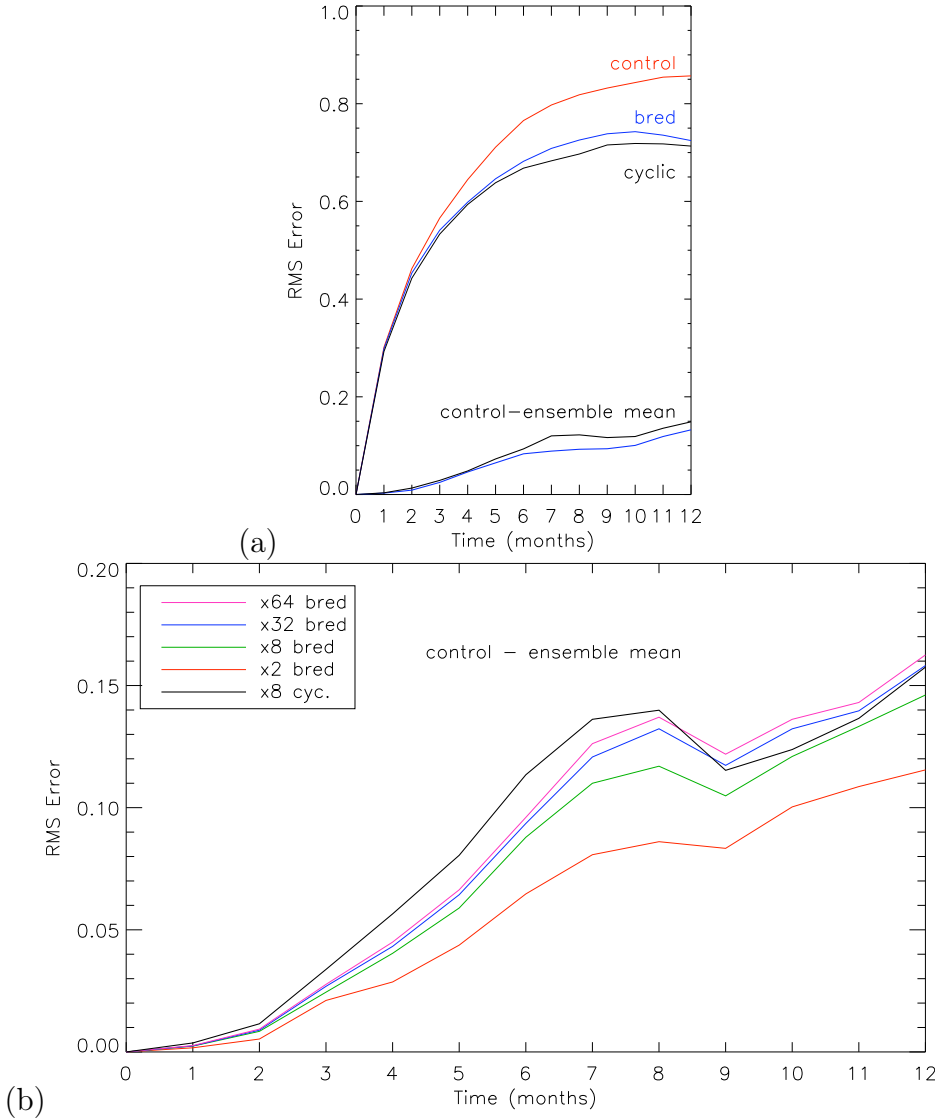 1.0
0.8
0.6
0.4
0.2
0.0
RMS Error
control
bred
cyclic
control-ensemble mean
0 1 2 3 4 5 6 7 8 9 10 11 12
Time (months)
(a)
0.20
0.15
0.10
0.05
0.00
RMS Error
x64 bred
x32 bred
x8 bred
x2 bred
x8 cyc.
control - ensemble mean
0 1 2 3 4 5 6 7 8 9 10 11 12
Time (months)
(b)